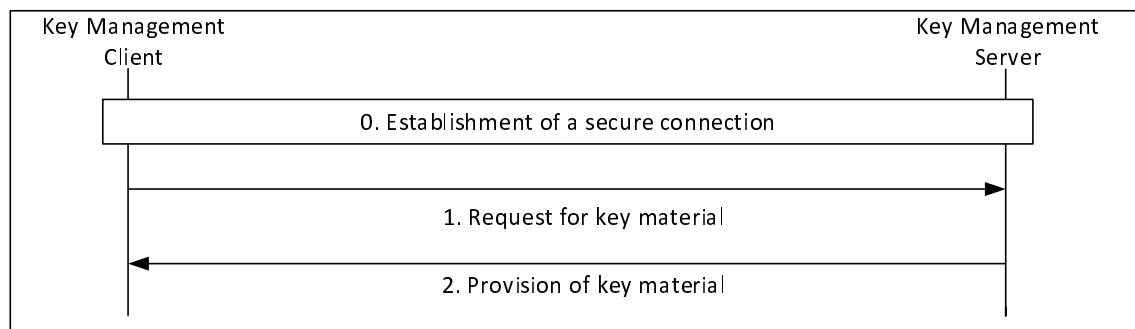 Key Management
Client
Key Management
Server
0. Establishment of a secure connection
1. Request for key material
2. Provision of key material